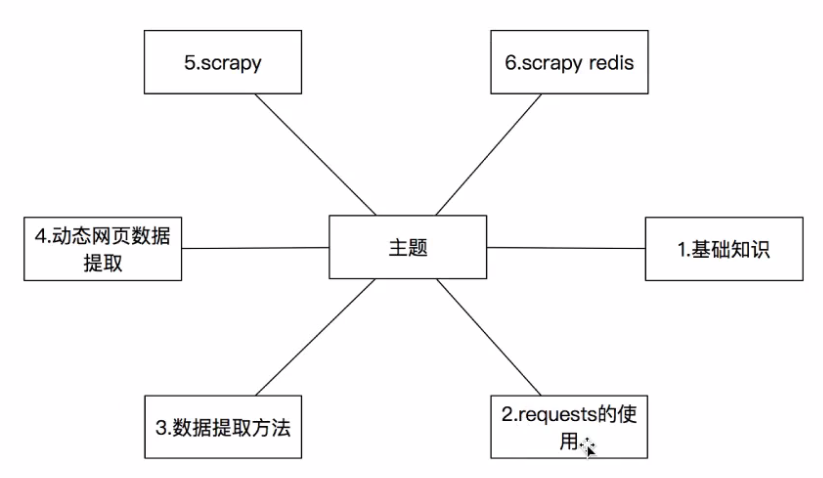 5.scrapy
6.scrapy redis
4.动态网页数据
提取
主题
1.基础知识
3.数据提取方法
2.requests的使
用